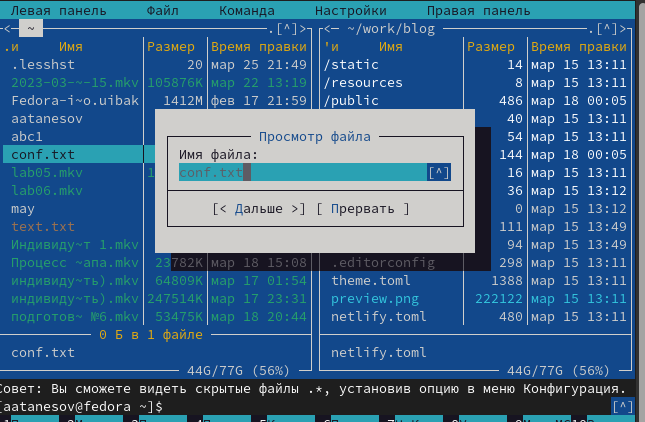 Левая панель Файл Команда Настройки Правая панель
<─ ~ .[^]> <─ ~/work/blog .[^]>
.и Имя Размер Время правки 'и Имя Размер Время правки
.lesshst 20 мар 25 21:49 /static 14 мар 15 13:11
2023-03-~-15.mkv 105876K мар 22 13:19 /resources 8 мар 15 13:11
Fedora-i~o.uibak 1412M фев 17 21:59 /public 486 мар 18 00:05
aatanesov 40 мар 15 13:11
abc1 54 мар 15 13:11
conf.txt 144 мар 18 00:05
lab05.mkv 1 16 мар 15 13:11
lab06.mkv 36 мар 15 13:12
may 0 мар 15 13:12
text.txt 111 мар 15 13:49
Индивиду~т 1.mkv 94 мар 15 13:49
Просмотр файла
Имя файла:
conf.txt [^]
[< Дальше >] [ Прервать ]
Процесс ~апа.mkv 23782K мар 18 15:08 .editorconfig 298 мар 15 13:11
индивиду~ть).mkv 64809K мар 17 01:54 theme.toml 1388 мар 15 13:11
индивиду~ть).mkv 247514K мар 17 23:31 preview.png 222122 мар 15 13:11
подготов~ №6.mkv 53475K мар 18 20:44 netlify.toml 480 мар 15 13:11
0 Б в 1 файле
conf.txt netlify.toml
44G/77G (56%) 44G/77G (56%)
Совет: Вы сможете видеть скрытые файлы .*, установив опцию в меню Конфигурация.
[aatanesov@fedora ~]$ [^]